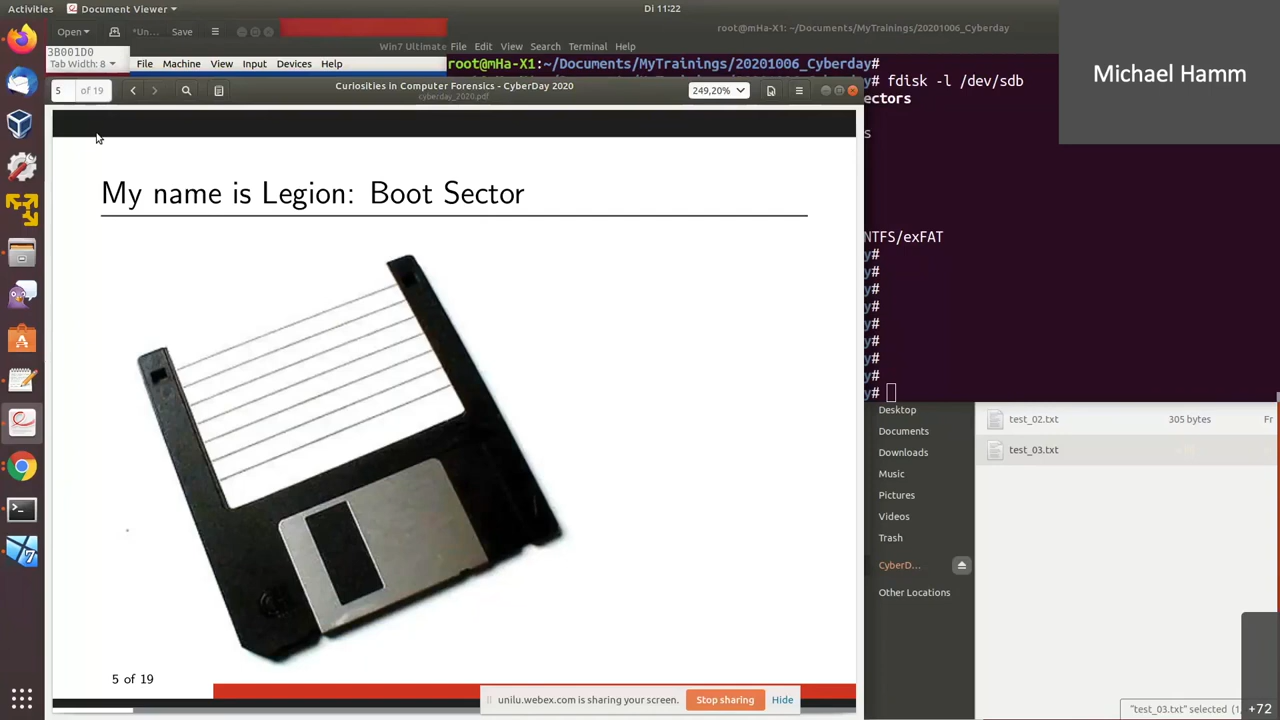 Activities
Document Viewer
Di 11:22
Open
*Un...
Save
root@mHa-X1: ~/Documents/MyTrainings/20201006_Cyberday
Michael Hamm
Win7 Ultimate
File Edit View Search Terminal Help
3B001D0
Tab Width: 8
File Machine View Input Devices Help
root@mHa-X1:~/Documents/MyTrainings/20201006_Cyberday#
fdisk -l /dev/sdb
5 of 19
Curiosities in Computer Forensics - CyberDay 2020
cyberday_2020.pdf
249,20%
ectors
s
My name is Legion: Boot Sector
NTFS/exFAT
y#
y#
y#
y#
y#
y#
y#
y#
y#
Desktop
test_02.txt 305 bytes Fr
Documents
Downloads
test_03.txt
Music
Pictures
Videos
Trash
CyberD...
Other Locations
5 of 19
unilu.webex.com is sharing your screen.
Stop sharing
Hide
"test_03.txt" selected (1,
+72